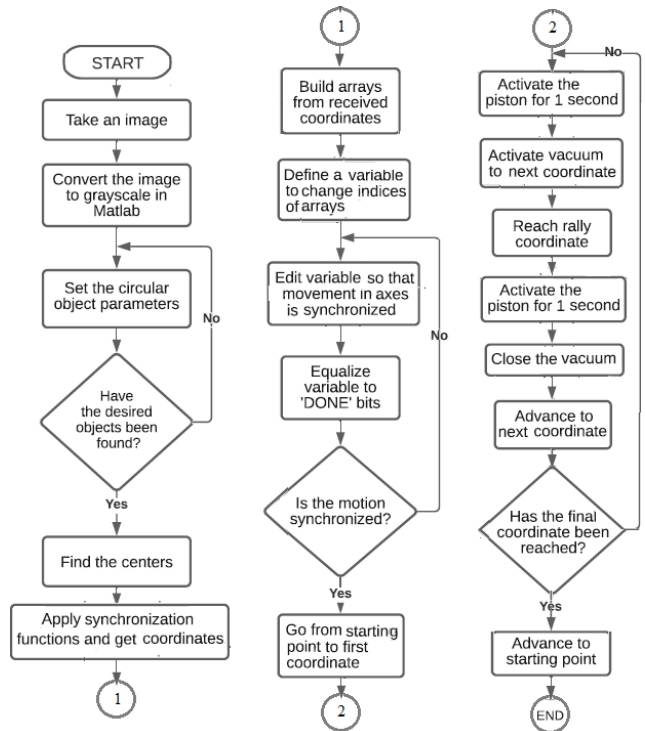 START
Take an image
Convert the image
to grayscale in
Matlab
Set the circular
object parameters
No
Have
the desired
objects been
found?
Yes
Find the centers
Apply synchronization
functions and get coordinates
1
1
Build arrays
from received
coordinates
Define a variable
to change indices
of arrays
Edit variable so that
movement in axes
is synchronized
No
Equalize
variable to
'DONE' bits
Is the motion
synchronized?
Yes
Go from starting
point to first
coordinate
2
2
No
Activate the
piston for 1 second
Activate vacuum
to next coordinate
Reach rally
coordinate
Activate the
piston for 1 second
Close the vacuum
Advance to
next coordinate
Has the final
coordinate been
reached?
Yes
Advance to
starting point
END